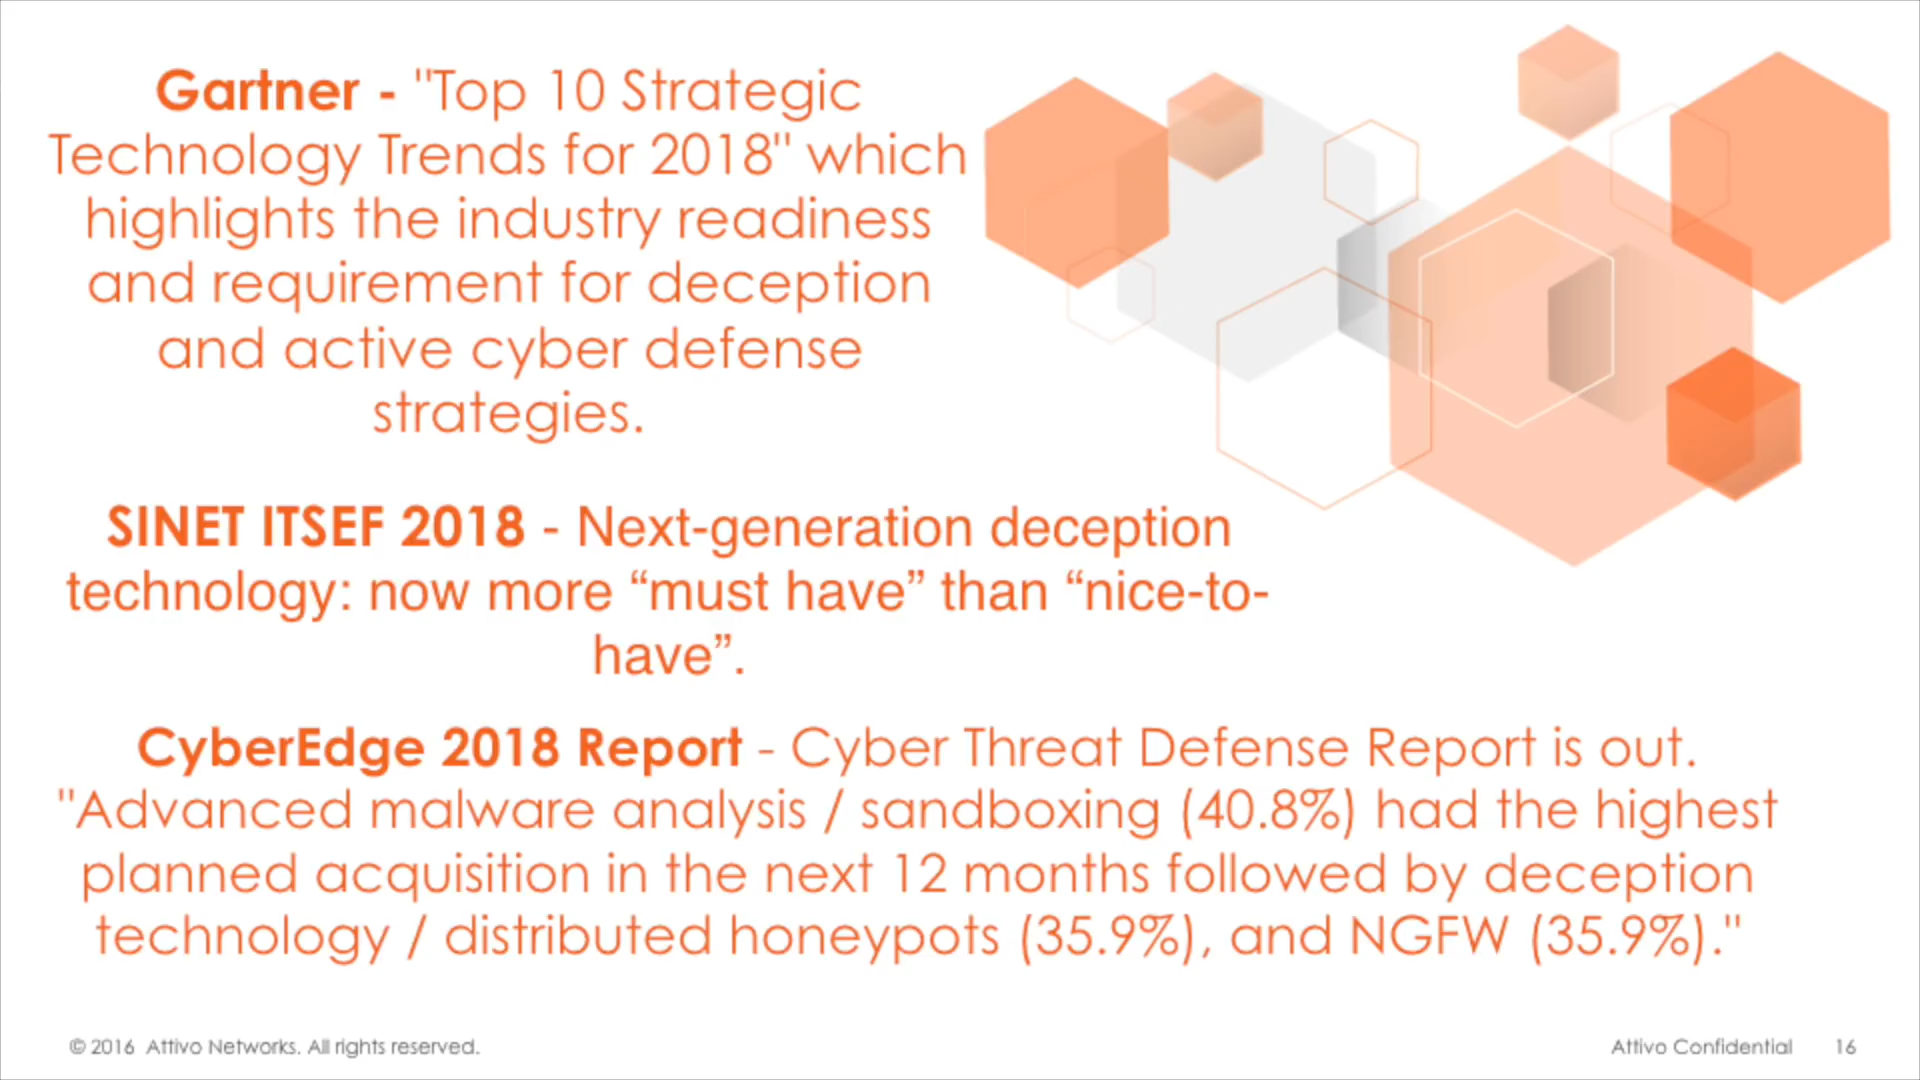 Gartner - "Top 10 Strategic
Technology Trends for 2018" which
highlights the industry readiness
and requirement for deception
and active cyber defense
strategies.
SINET ITSEF 2018 - Next-generation deception
technology: now more “must have” than “nice-to-
have”.
CyberEdge 2018 Report - Cyber Threat Defense Report is out.
"Advanced malware analysis / sandboxing (40.8%) had the highest
planned acquisition in the next 12 months followed by deception
technology / distributed honeypots (35.9%), and NGFW (35.9%)."
© 2016 Attivo Networks. All rights reserved.
Attivo Confidential 16